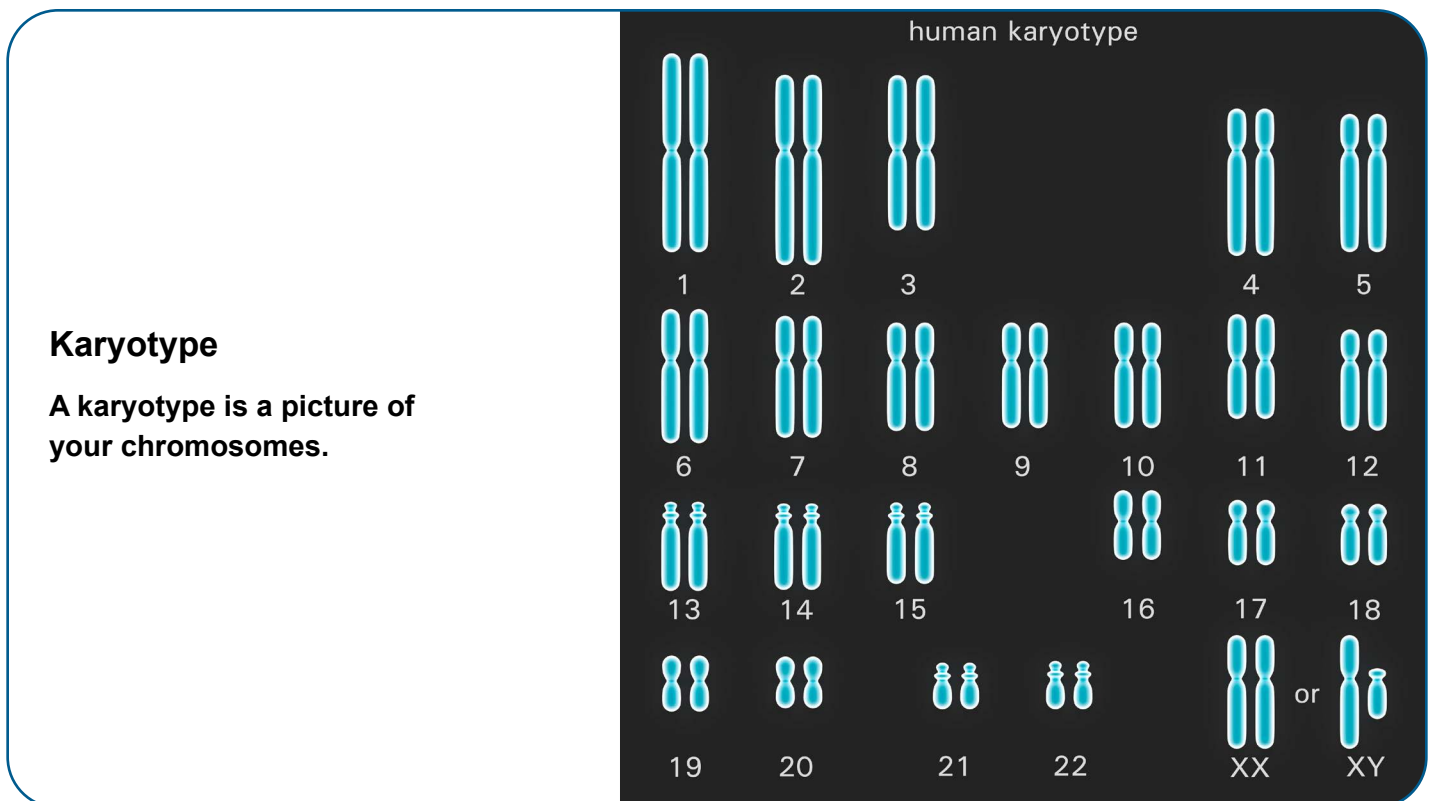 Karyotype
A karyotype is a picture of
your chromosomes.
human karyotype
1 2 3 4 5
6 7 8 9 10 11 12
13 14 15 16 17 18
or
19 20 21 22 XX XY